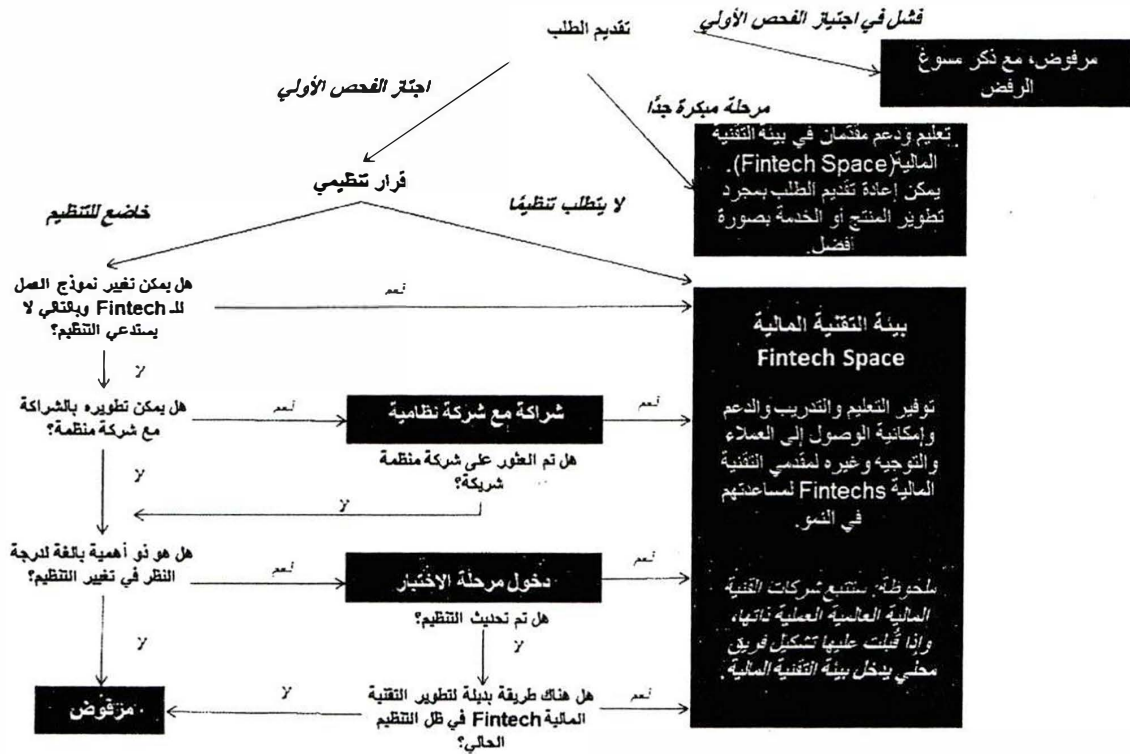 تقديم الطلب
فشل في اجتياز الفحص الأولي
مرفوض، مع ذكر مسوغ
الرفض
اجتاز الفحص الأولي
مرحلة مبكرة جدًا
تعليم ودعم مقدّمان في بيئة التقنية
المالية (Fintech Space).
يمكن إعادة تقديم الطلب بمجرد
تطوير المنتج أو الخدمة بصورة
أفضل.
قرار تنظيمي
خاضع للتنظيم
لا يتطلب تنظيمًا
هل يمكن تغيير نموذج العمل
للـ Fintech وبالتالي لا
يستدعي التنظيم؟
نعم
لا
هل يمكن تطويره بالشراكة
مع شركة منظمة؟
نعم
شراكة مع شركة نظامية
نعم
هل تم العثور على شركة منظمة
شريكة؟
لا
لا
هل هو ذو أهمية بالغة لدرجة
النظر في تغيير التنظيم؟
نعم
دخول مرحلة الاختبار
نعم
هل تم تحديث التنظيم؟
لا
لا
هل هناك طريقة بديلة لتطوير التقنية
المالية Fintech في ظل التنظيم
الحالي؟
نعم
لا
مرفوض
بيئة التقنية المالية
Fintech Space
توفير التعليم والتدريب والدعم
وإمكانية الوصول إلى العملاء
والتوجيه وغيره لمقدمي التقنية
المالية Fintechs لمساعدتهم
في النمو.
ملحوظة: ستتبع شركات التقنية
المالية العالمية العملية ذاتها،
وإذا قُبلت عليها تشكيل فريق
محلّي يدخل بيئة التقنية المالية.